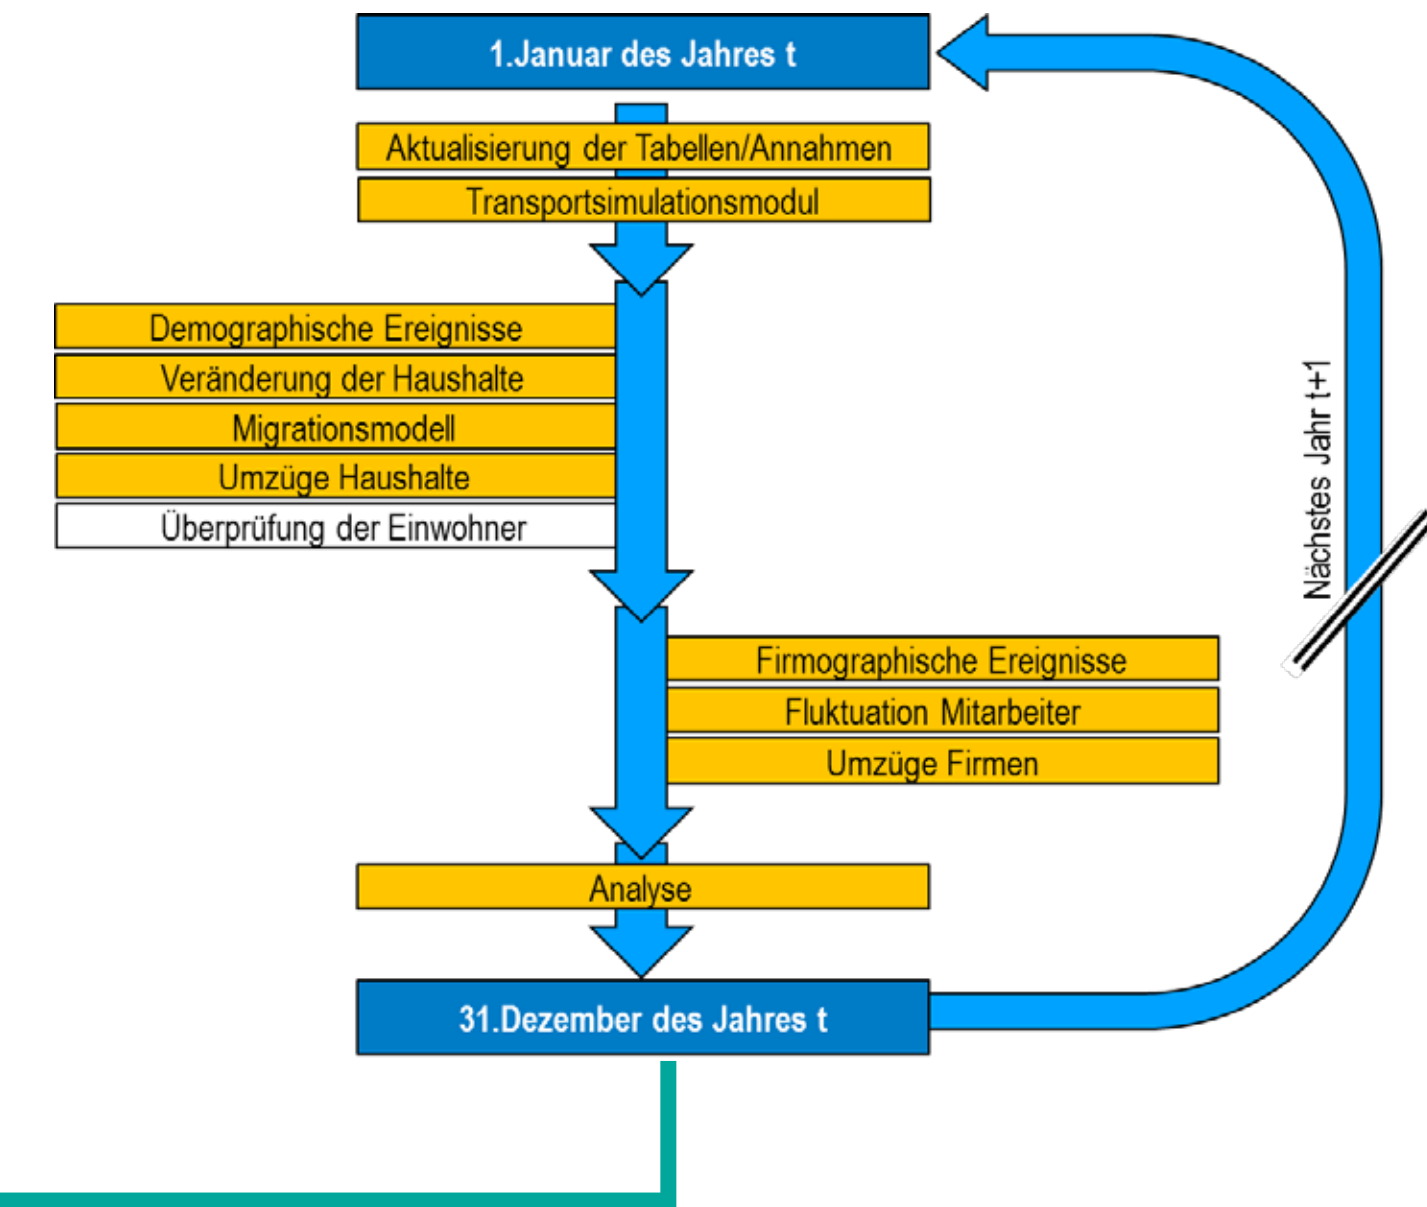 1.Januar des Jahres t
Aktualisierung der Tabellen/Annahmen
Transportsimulationsmodul
Demographische Ereignisse
Veränderung der Haushalte
Migrationsmodell
Umzüge Haushalte
Überprüfung der Einwohner
Nächstes Jahr t+1
Firmographische Ereignisse
Fluktuation Mitarbeiter
Umzüge Firmen
Analyse
31.Dezember des Jahres t